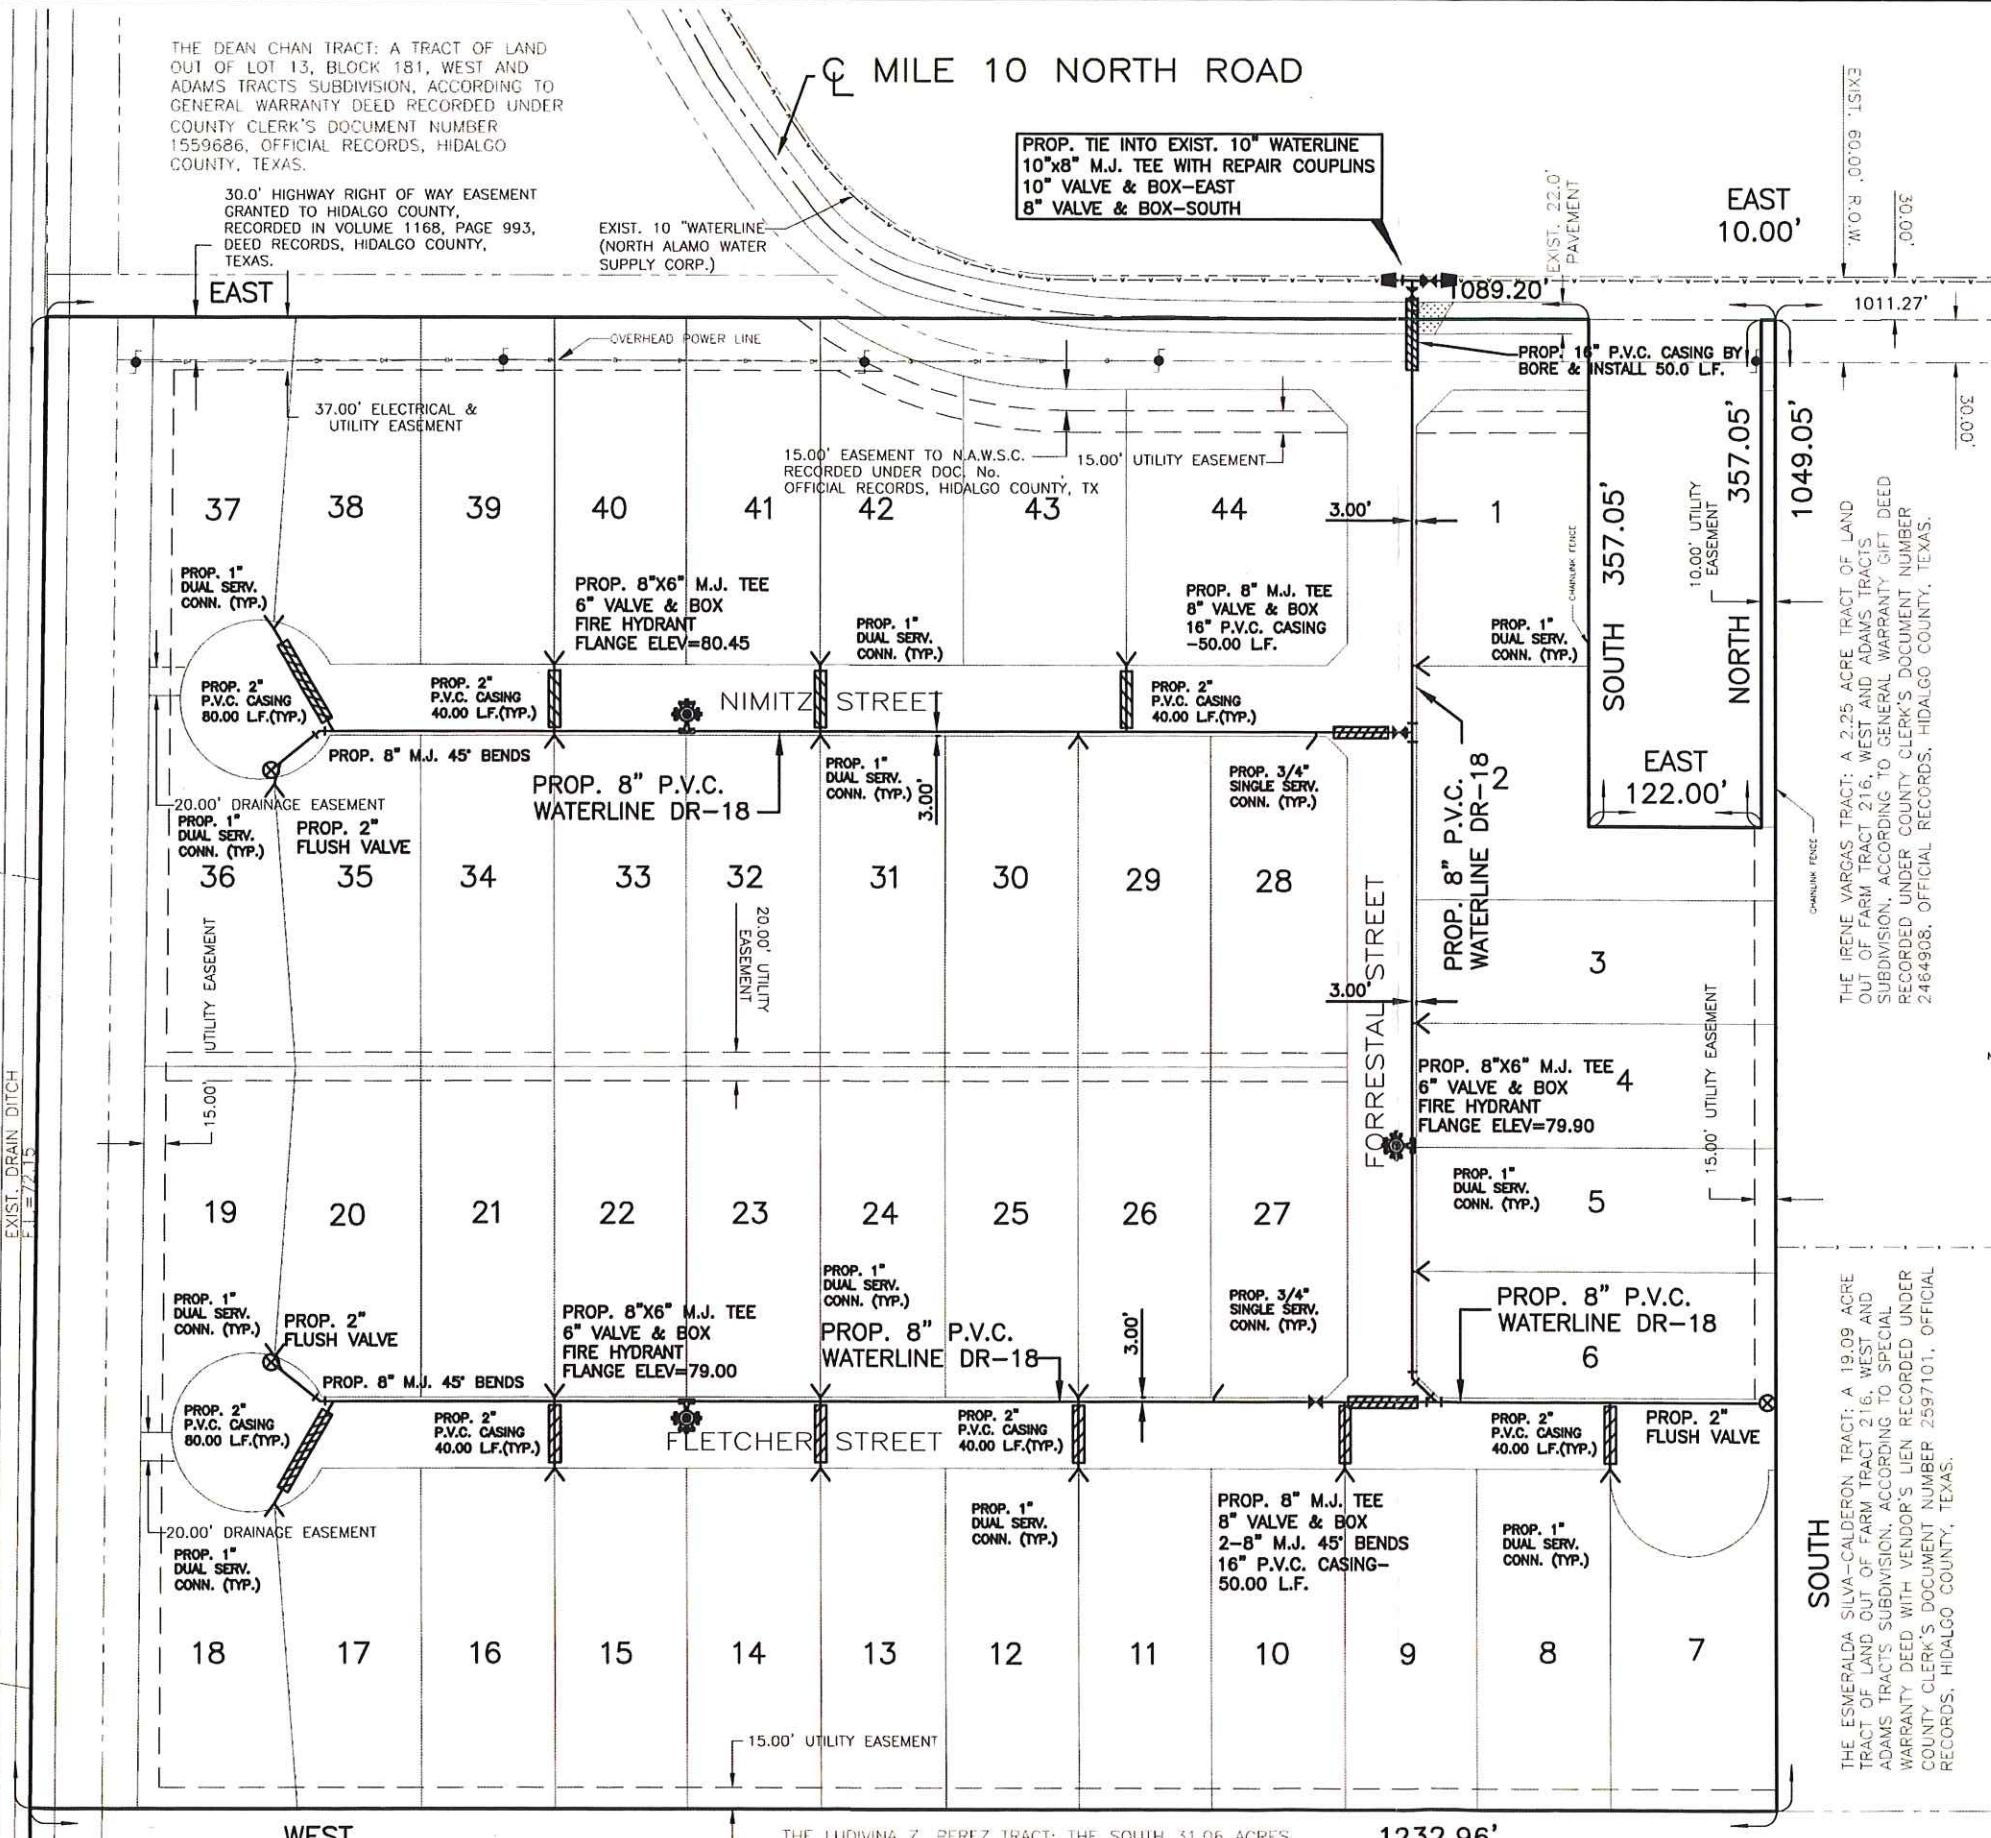 THE DEAN CHAN TRACT: A TRACT OF LAND
OUT OF LOT 13, BLOCK 181, WEST AND
ADAMS TRACTS SUBDIVISION, ACCORDING TO
GENERAL WARRANTY DEED RECORDED UNDER
COUNTY CLERK'S DOCUMENT NUMBER
1559686, OFFICIAL RECORDS, HIDALGO
COUNTY, TEXAS.
30.0' HIGHWAY RIGHT OF WAY EASEMENT
GRANTED TO HIDALGO COUNTY,
RECORDED IN VOLUME 1168, PAGE 993,
DEED RECORDS, HIDALGO COUNTY,
TEXAS.
℄ MILE 10 NORTH ROAD
EXIST. 10 "WATERLINE
(NORTH ALAMO WATER
SUPPLY CORP.)
PROP. TIE INTO EXIST. 10" WATERLINE
10"x8" M.J. TEE WITH REPAIR COUPLINS
10" VALVE & BOX-EAST
8" VALVE & BOX-SOUTH
EXIST. 22.0'
PAVEMENT
EAST
10.00'
EXIST. 60.00' R.O.W.
30.00'
EAST
1089.20'
1011.27'
30.00'
OVERHEAD POWER LINE
PROP. 16" P.V.C. CASING BY
BORE & INSTALL 50.0 L.F.
37.00' ELECTRICAL &
UTILITY EASEMENT
15.00' EASEMENT TO N.A.W.S.C.
RECORDED UNDER DOC. No.
OFFICIAL RECORDS, HIDALGO COUNTY, TX
15.00' UTILITY EASEMENT
37
38
39
40
41
42
43
44
3.00'
1
CHAINLINK FENCE
SOUTH 357.05'
10.00' UTILITY
EASEMENT
NORTH 357.05'
1049.05'
THE IRENE VARGAS TRACT: A 2.25 ACRE TRACT OF LAND
OUT OF FARM TRACT 216, WEST AND ADAMS TRACTS
SUBDIVISION, ACCORDING TO GENERAL WARRANTY GIFT DEED
RECORDED UNDER COUNTY CLERK'S DOCUMENT NUMBER
2464908, OFFICIAL RECORDS, HIDALGO COUNTY, TEXAS.
PROP. 1"
DUAL SERV.
CONN. (TYP.)
PROP. 8"X6" M.J. TEE
6" VALVE & BOX
FIRE HYDRANT
FLANGE ELEV=80.45
PROP. 1"
DUAL SERV.
CONN. (TYP.)
PROP. 8" M.J. TEE
8" VALVE & BOX
16" P.V.C. CASING
-50.00 L.F.
PROP. 1"
DUAL SERV.
CONN. (TYP.)
PROP. 2"
P.V.C. CASING
80.00 L.F.(TYP.)
PROP. 2"
P.V.C. CASING
40.00 L.F.(TYP.)
NIMITZ STREET
PROP. 2"
P.V.C. CASING
40.00 L.F.(TYP.)
PROP. 8" M.J. 45° BENDS
PROP. 8" P.V.C.
WATERLINE DR-18
PROP. 1"
DUAL SERV.
CONN. (TYP.)
3.00'
PROP. 3/4"
SINGLE SERV.
CONN. (TYP.)
PROP. 8" P.V.C.
WATERLINE DR-18
2
EAST
122.00'
20.00' DRAINAGE EASEMENT
PROP. 1"
DUAL SERV.
CONN. (TYP.)
PROP. 2"
FLUSH VALVE
CHAINLINK FENCE
36
35
34
33
32
31
30
29
28
15.00' UTILITY EASEMENT
20.00' UTILITY
EASEMENT
FORRESTAL STREET
3.00'
3
PROP. 8"X6" M.J. TEE
6" VALVE & BOX
FIRE HYDRANT
FLANGE ELEV=79.90
4
15.00' UTILITY EASEMENT
EXIST. DRAIN DITCH
F.L.=72.15
PROP. 1"
DUAL SERV.
CONN. (TYP.)
5
19
20
21
22
23
24
25
26
27
PROP. 1"
DUAL SERV.
CONN. (TYP.)
PROP. 2"
FLUSH VALVE
PROP. 8"X6" M.J. TEE
6" VALVE & BOX
FIRE HYDRANT
FLANGE ELEV=79.00
PROP. 1"
DUAL SERV.
CONN. (TYP.)
PROP. 8" P.V.C.
WATERLINE DR-18
3.00'
PROP. 3/4"
SINGLE SERV.
CONN. (TYP.)
PROP. 8" P.V.C.
WATERLINE DR-18
6
PROP. 8" M.J. 45° BENDS
PROP. 2"
P.V.C. CASING
80.00 L.F.(TYP.)
PROP. 2"
P.V.C. CASING
40.00 L.F.(TYP.)
FLETCHER STREET
PROP. 2"
P.V.C. CASING
40.00 L.F.(TYP.)
PROP. 2"
P.V.C. CASING
40.00 L.F.(TYP.)
PROP. 2"
FLUSH VALVE
20.00' DRAINAGE EASEMENT
PROP. 1"
DUAL SERV.
CONN. (TYP.)
PROP. 1"
DUAL SERV.
CONN. (TYP.)
PROP. 8" M.J. TEE
8" VALVE & BOX
2-8" M.J. 45° BENDS
16" P.V.C. CASING-
50.00 L.F.
PROP. 1"
DUAL SERV.
CONN. (TYP.)
SOUTH
THE ESMERALDA SILVA-CALDERON TRACT: A 19.09 ACRE
TRACT OF LAND OUT OF FARM TRACT 216, WEST AND
ADAMS TRACTS SUBDIVISION, ACCORDING TO SPECIAL
WARRANTY DEED WITH VENDOR'S LIEN RECORDED UNDER
COUNTY CLERK'S DOCUMENT NUMBER 2597101, OFFICIAL
RECORDS, HIDALGO COUNTY, TEXAS.
18
17
16
15
14
13
12
11
10
9
8
7
15.00' UTILITY EASEMENT
WEST
THE LUDIVINA Z. PEREZ TRACT: THE SOUTH 31.06 ACRES
1232.96'